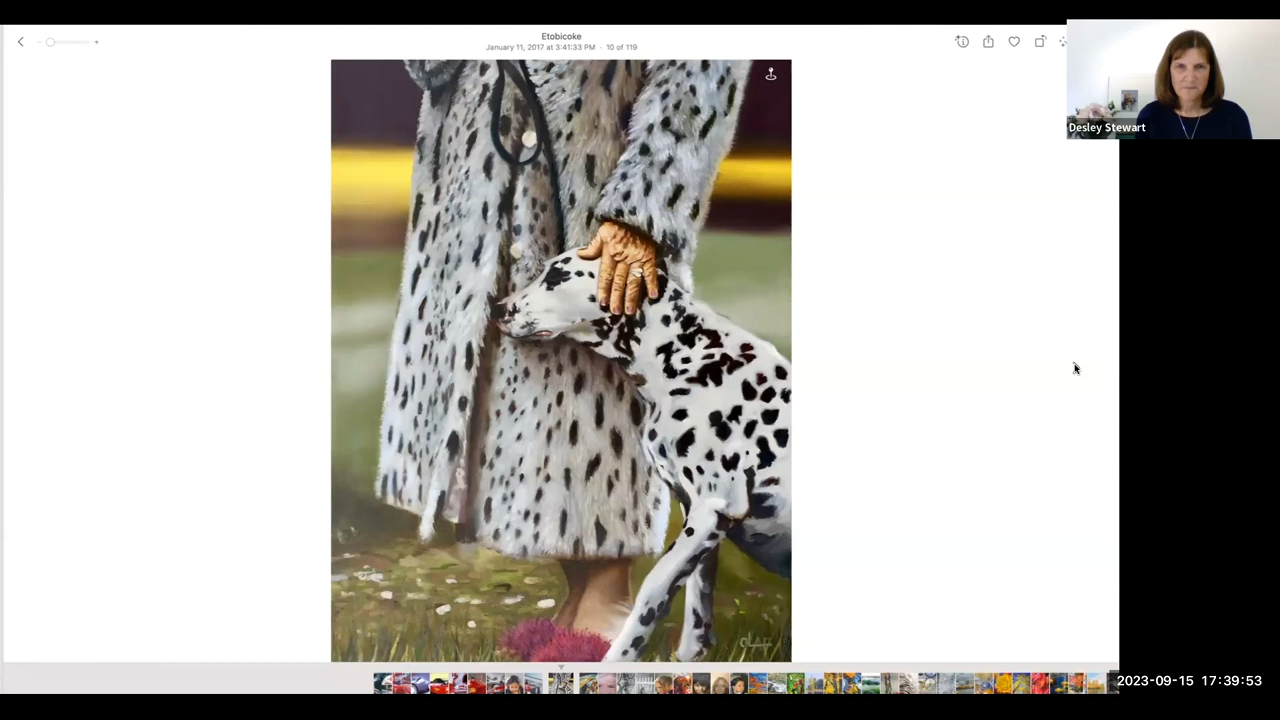 Etobicoke
January 11, 2017 at 3:41:33 PM · 10 of 119
Desley Stewart
2023-09-15 17:39:53